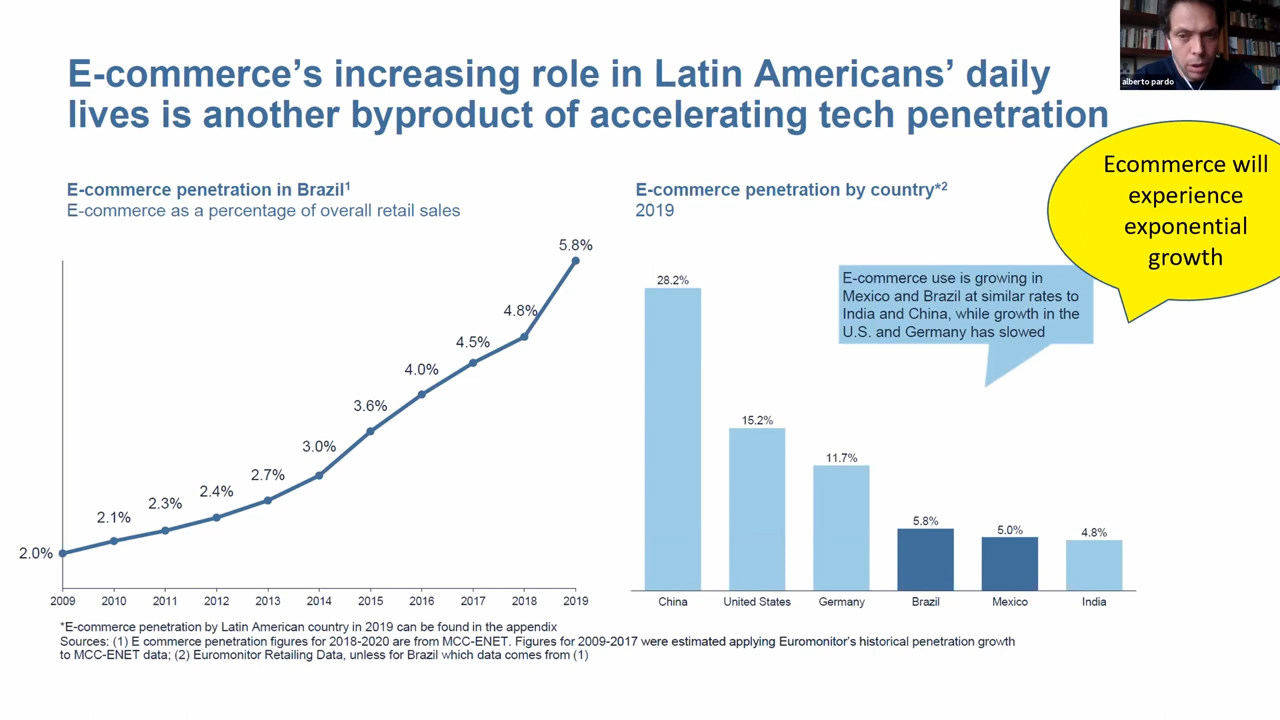 E-commerce’s increasing role in Latin Americans’ daily
lives is another byproduct of accelerating tech penetration
alberto pardo
Ecommerce will
experience
exponential
growth
E-commerce penetration in Brazil¹
E-commerce as a percentage of overall retail sales
2.0%
2.1%
2.3%
2.4%
2.7%
3.0%
3.6%
4.0%
4.5%
4.8%
5.8%
2009 2010 2011 2012 2013 2014 2015 2016 2017 2018 2019
E-commerce penetration by country*²
2019
E-commerce use is growing in
Mexico and Brazil at similar rates to
India and China, while growth in the
U.S. and Germany has slowed
28.2%
15.2%
11.7%
5.8%
5.0%
4.8%
China United States Germany Brazil Mexico India
*E-commerce penetration by Latin American country in 2019 can be found in the appendix
Sources: (1) E commerce penetration figures for 2018-2020 are from MCC-ENET. Figures for 2009-2017 were estimated applying Euromonitor’s historical penetration growth
to MCC-ENET data; (2) Euromonitor Retailing Data, unless for Brazil which data comes from (1)